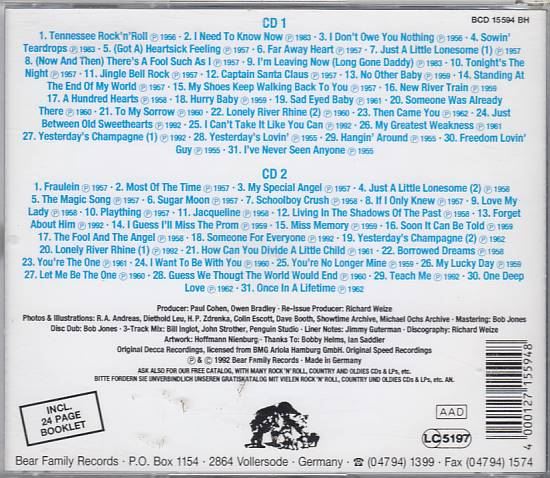 CD 1
BCD 15594 BH
1. Tennessee Rock'n'Roll Ⓟ 1956 · 2. I Need To Know Now Ⓟ 1983 · 3. I Don't Owe You Nothing Ⓟ 1956 · 4. Sowin'
Teardrops Ⓟ 1983 · 5. (Got A) Heartsick Feeling Ⓟ 1957 · 6. Far Away Heart Ⓟ 1957 · 7. Just A Little Lonesome (1) Ⓟ 1957
8. (Now And Then) There's A Fool Such As I Ⓟ 1957 · 9. I'm Leaving Now (Long Gone Daddy) Ⓟ 1983 · 10. Tonight's The
Night Ⓟ 1957 · 11. Jingle Bell Rock Ⓟ 1957 · 12. Captain Santa Claus Ⓟ 1957 · 13. No Other Baby Ⓟ 1959 · 14. Standing At
The End Of My World Ⓟ 1957 · 15. My Shoes Keep Walking Back To You Ⓟ 1957 · 16. New River Train Ⓟ 1959
17. A Hundred Hearts Ⓟ 1958 · 18. Hurry Baby Ⓟ 1959 · 19. Sad Eyed Baby Ⓟ 1961 · 20. Someone Was Already
There Ⓟ 1960 · 21. To My Sorrow Ⓟ 1960 · 22. Lonely River Rhine (2) Ⓟ 1960 · 23. Then Came You Ⓟ 1962 · 24. Just
Between Old Sweethearts Ⓟ 1992 · 25. I Can't Take It Like You Can Ⓟ 1992 · 26. My Greatest Weakness Ⓟ 1961
27. Yesterday's Champagne (1) Ⓟ 1992 · 28. Yesterday's Lovin' Ⓟ 1955 · 29. Hangin' Around Ⓟ 1955 · 30. Freedom Lovin'
Guy Ⓟ 1955 · 31. I've Never Seen Anyone Ⓟ 1955
CD 2
1. Fraulein Ⓟ 1957 · 2. Most Of The Time Ⓟ 1957 · 3. My Special Angel Ⓟ 1957 · 4. Just A Little Lonesome (2) Ⓟ 1958
5. The Magic Song Ⓟ 1957 · 6. Sugar Moon Ⓟ 1957 · 7. Schoolboy Crush Ⓟ 1958 · 8. If I Only Knew Ⓟ 1957 · 9. Love My
Lady Ⓟ 1958 · 10. Plaything Ⓟ 1957 · 11. Jacqueline Ⓟ 1958 · 12. Living In The Shadows Of The Past Ⓟ 1958 · 13. Forget
About Him Ⓟ 1992 · 14. I Guess I'll Miss The Prom Ⓟ 1959 · 15. Miss Memory Ⓟ 1959 · 16. Soon It Can Be Told Ⓟ 1959
17. The Fool And The Angel Ⓟ 1958 · 18. Someone For Everyone Ⓟ 1992 · 19. Yesterday's Champagne (2) Ⓟ 1962
20. Lonely River Rhine (1) Ⓟ 1992 · 21. How Can You Divide A Little Child Ⓟ 1961 · 22. Borrowed Dreams Ⓟ 1958
23. You're The One Ⓟ 1961 · 24. I Want To Be With You Ⓟ 1960 · 25. You're No Longer Mine Ⓟ 1959 · 26. My Lucky Day Ⓟ 1959
27. Let Me Be The One Ⓟ 1960 · 28. Guess We Thougt The World Would End Ⓟ 1960 · 29. Teach Me Ⓟ 1992 · 30. One Deep
Love Ⓟ 1962 · 31. Once In A Lifetime Ⓟ 1962
Producer: Paul Cohen, Owen Bradley · Re-Issue Producer: Richard Weize
Photos & Illustrations: R.A. Andreas, Diethold Leu, H.P. Zdrenka, Colin Escott, Dave Booth, Showtime Archive, Michael Ochs Archive · Mastering: Bob Jones
Disc Dub: Bob Jones · 3-Track Mix: Bill Inglot, John Strother, Penguin Studio · Liner Notes: Jimmy Guterman · Discography: Richard Weize
Artwork: Hoffmann Nienburg · Thanks To: Bobby Helms, Ian Saddler
Original Decca Recordings, licensed from BMG Ariola Hamburg GmbH. Original Speed Recordings
Ⓟ & © 1992 Bear Family Records · Made in Germany
ASK ALSO FOR OUR FREE CATALOG, WITH MANY ROCK'N'ROLL, COUNTRY AND OLDIES CDs & LPs, etc.
BITTE FORDERN SIE UNVERBINDLICH UNSEREN GRATISKATALOG MIT VIELEN ROCK'N'ROLL, COUNTRY UND OLDIES CDs & LPs, etc. AN.
INCL.
24 PAGE
BOOKLET
AAD
LC 5197
4 000127 155948
Bear Family Records · P.O. Box 1154 · 2864 Vollersode · Germany · ☎ (04794) 1399 · Fax (04794) 1574